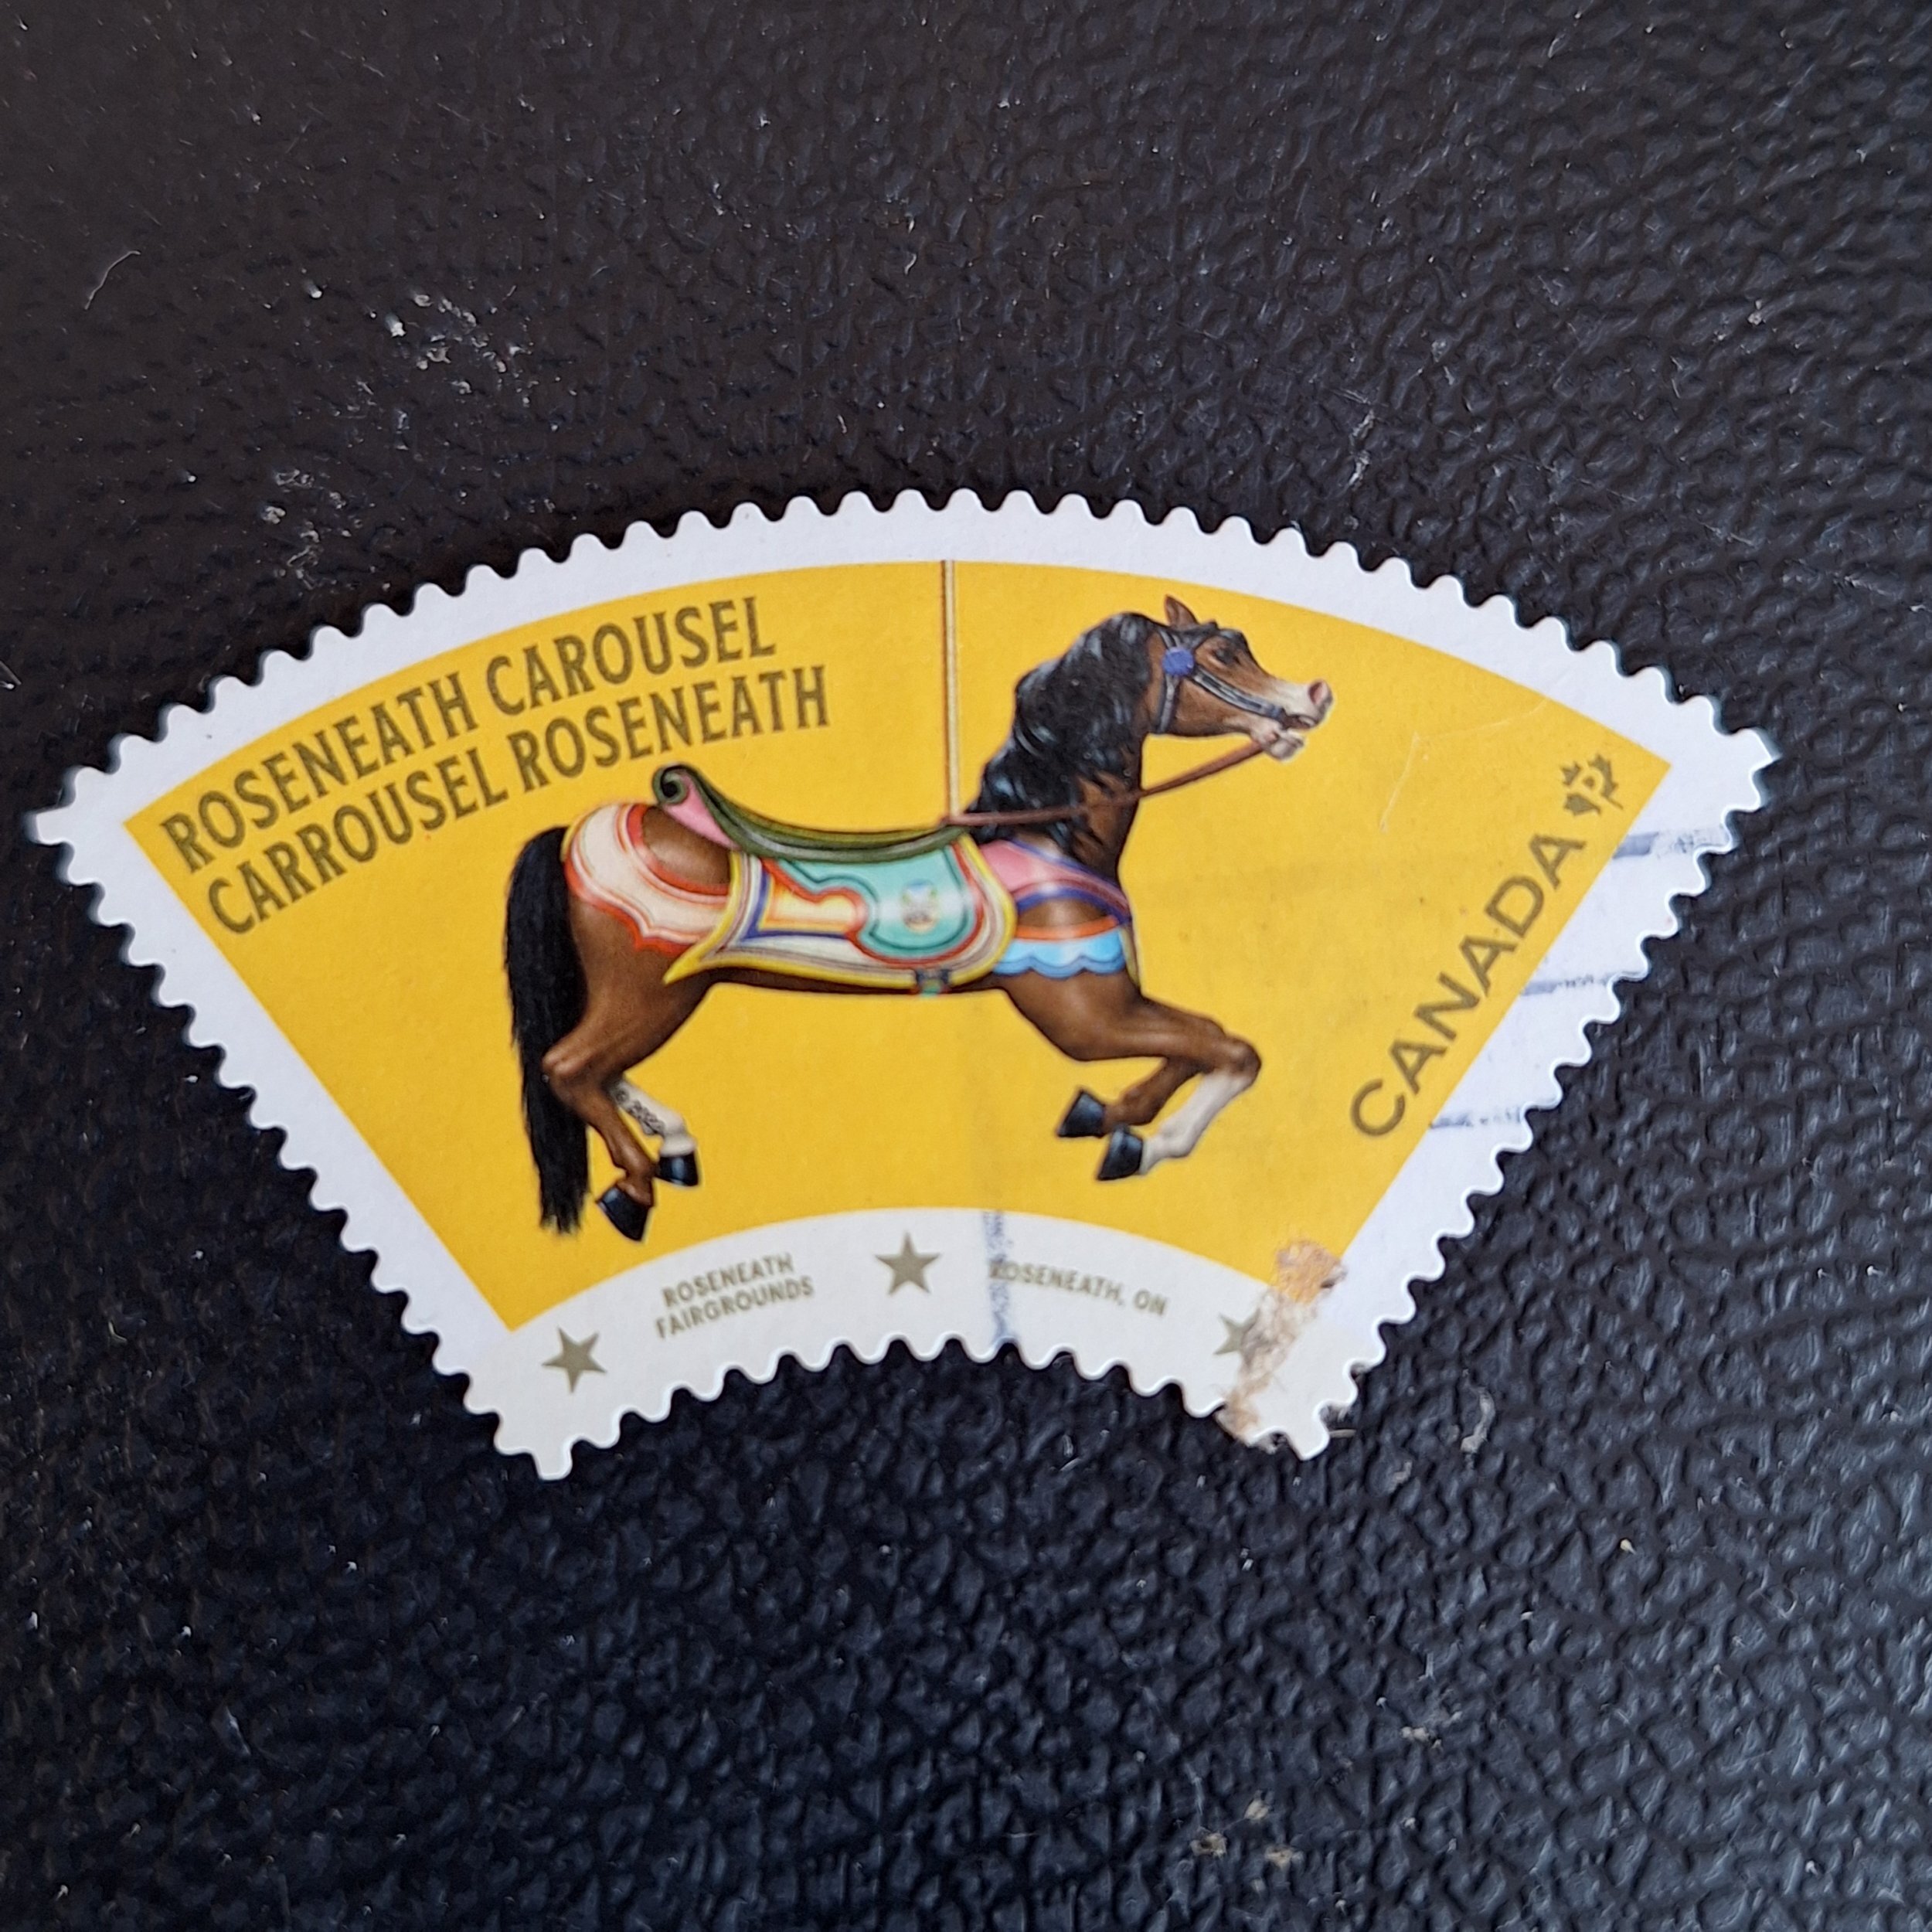 ROSENEATH CAROUSEL
CARROUSEL ROSENEATH
CANADA P
ROSENEATH
FAIRGROUNDS
ROSENEATH, ON